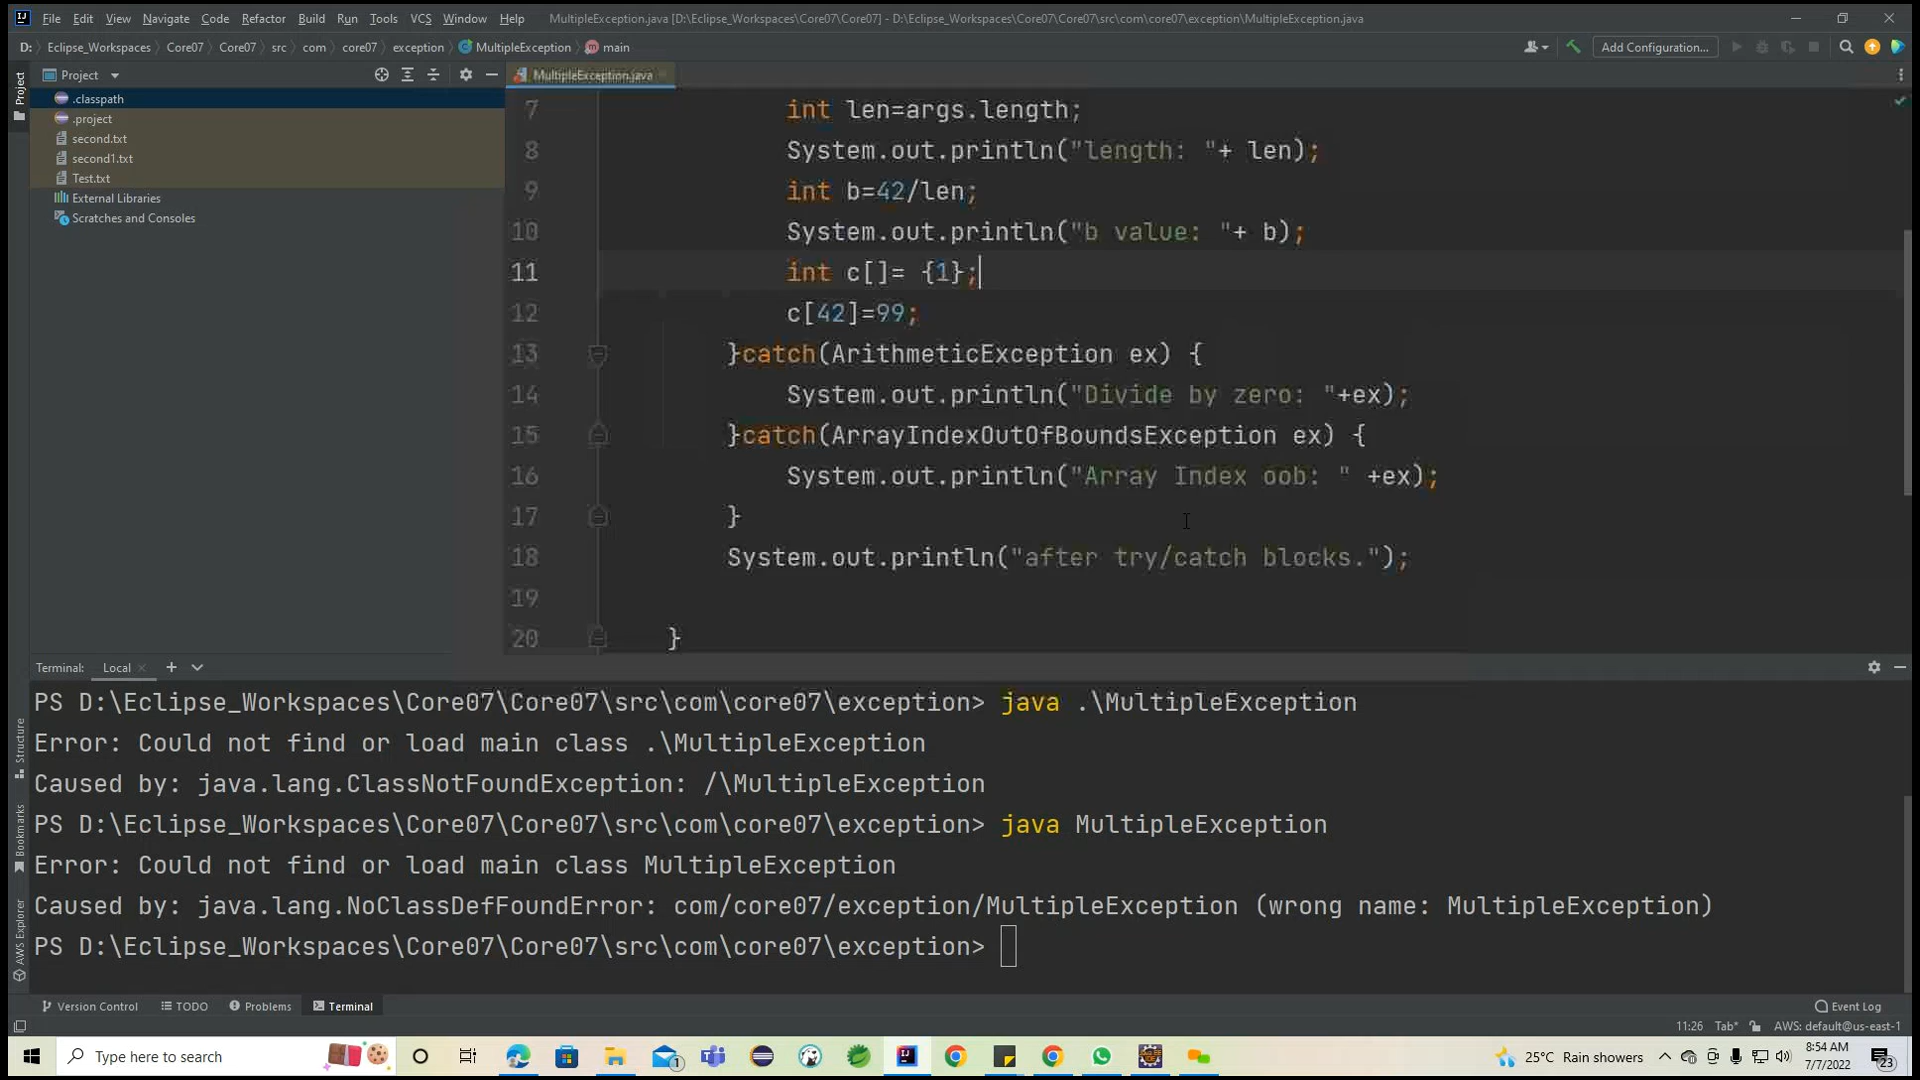 File Edit View Navigate Code Refactor Build Run Tools VCS Window Help MultipleException.java [D:\Eclipse_Workspaces\Core07\Core07] - D:\Eclipse_Workspaces\Core07\Core07\src\com\core07\exception\MultipleException.java
D: Eclipse_Workspaces Core07 Core07 src com core07 exception MultipleException main Add Configuration...
Project
MultipleException.java
.classpath
.project
second.txt
second1.txt
Test.txt
External Libraries
Scratches and Consoles
Project
7 int len=args.length;
8 System.out.println("length: "+ len);
9 int b=42/len;
10 System.out.println("b value: "+ b);
11 int c[]= {1};
12 c[42]=99;
13 }catch(ArithmeticException ex) {
14 System.out.println("Divide by zero: "+ex);
15 }catch(ArrayIndexOutOfBoundsException ex) {
16 System.out.println("Array Index oob: " +ex);
17 }
18 System.out.println("after try/catch blocks.");
19
20 }
Terminal: Local
PS D:\Eclipse_Workspaces\Core07\Core07\src\com\core07\exception> java .\MultipleException
Error: Could not find or load main class .\MultipleException
Caused by: java.lang.ClassNotFoundException: /\MultipleException
PS D:\Eclipse_Workspaces\Core07\Core07\src\com\core07\exception> java MultipleException
Error: Could not find or load main class MultipleException
Caused by: java.lang.NoClassDefFoundError: com/core07/exception/MultipleException (wrong name: MultipleException)
PS D:\Eclipse_Workspaces\Core07\Core07\src\com\core07\exception>
Structure
Bookmarks
AWS Explorer
Version Control TODO Problems Terminal Event Log
11:26 Tab* AWS: default@us-east-1
Type here to search
1
25°C Rain showers
8:54 AM
7/7/2022
23